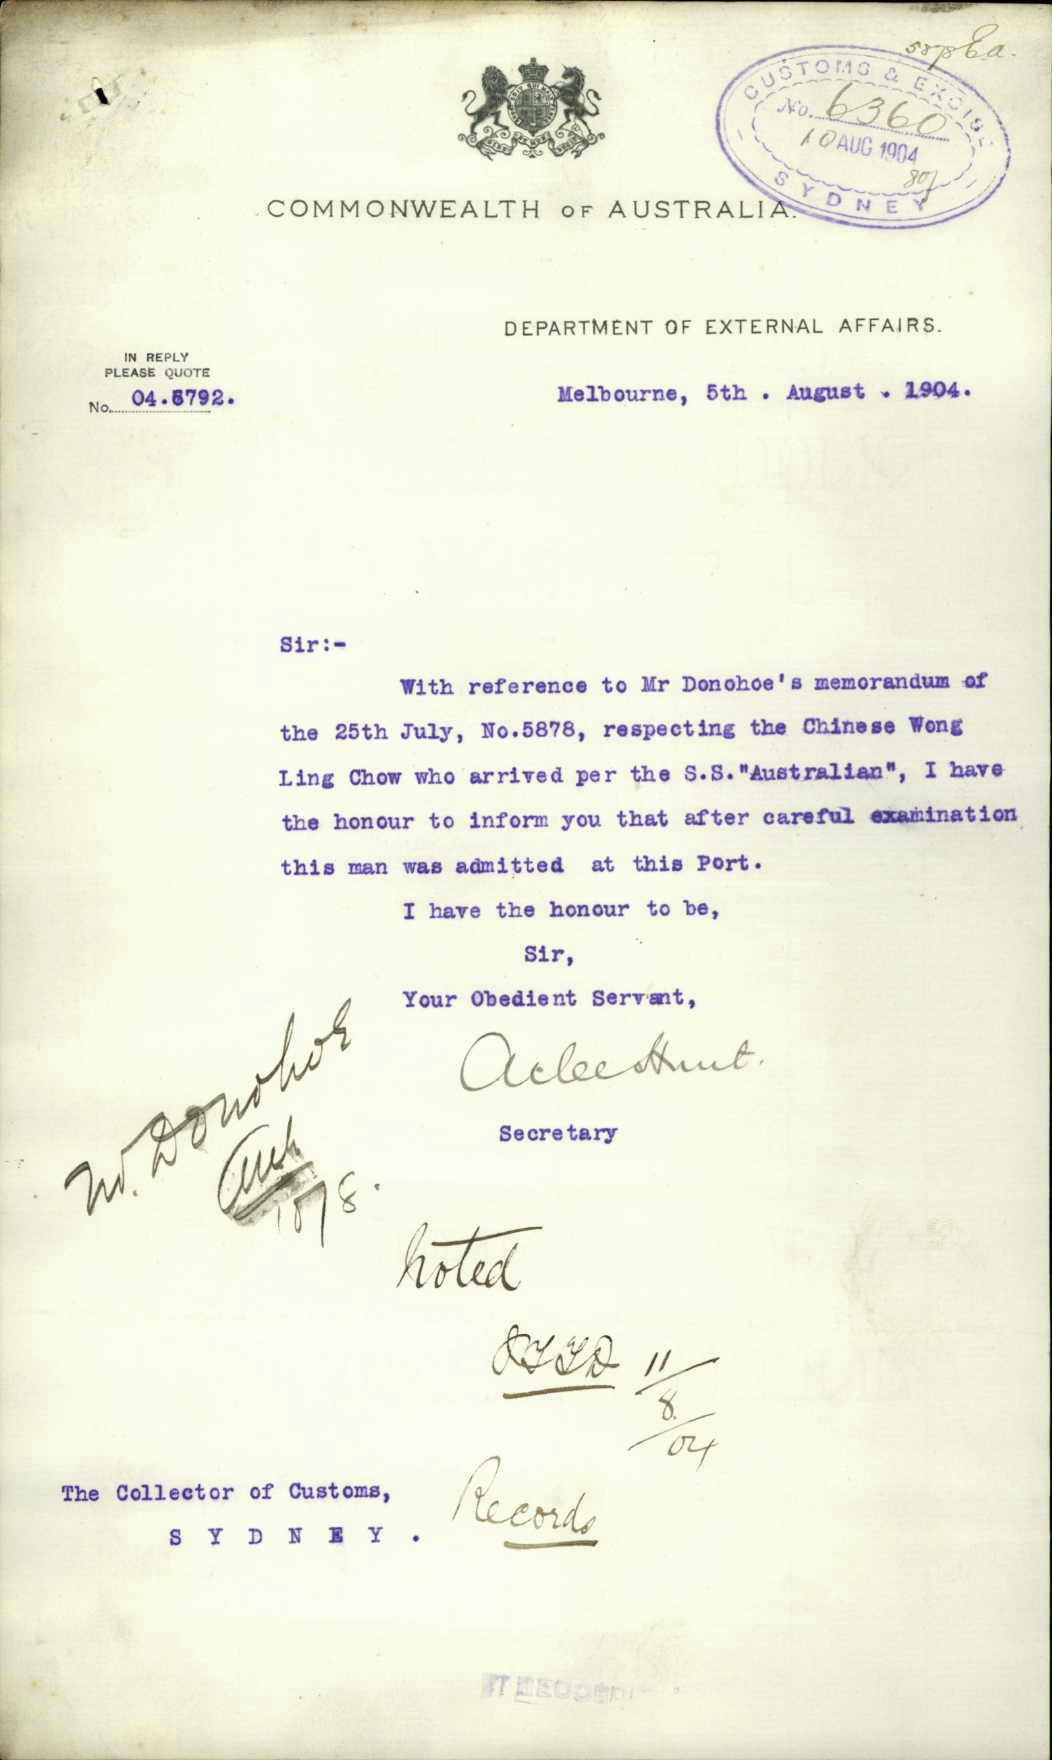 CUSTOMS & EXCISE
No. 6360
10 AUG 1904
SYDNEY
COMMONWEALTH OF AUSTRALIA.
DEPARTMENT OF EXTERNAL AFFAIRS.
IN REPLY
PLEASE QUOTE
No. 04.5792.
Melbourne, 5th . August . 1904.
Sir:-
With reference to Mr Donohoe's memorandum of
the 25th July, No.5878, respecting the Chinese Wong
Ling Chow who arrived per the S.S."Australian", I have
the honour to inform you that after careful examination
this man was admitted at this Port.
I have the honour to be,
Sir,
Your Obedient Servant,
Atlee Hunt.
Secretary
Mr. Donohoe
10/8.
Noted
11/8/04
The Collector of Customs,
SYDNEY.
Records